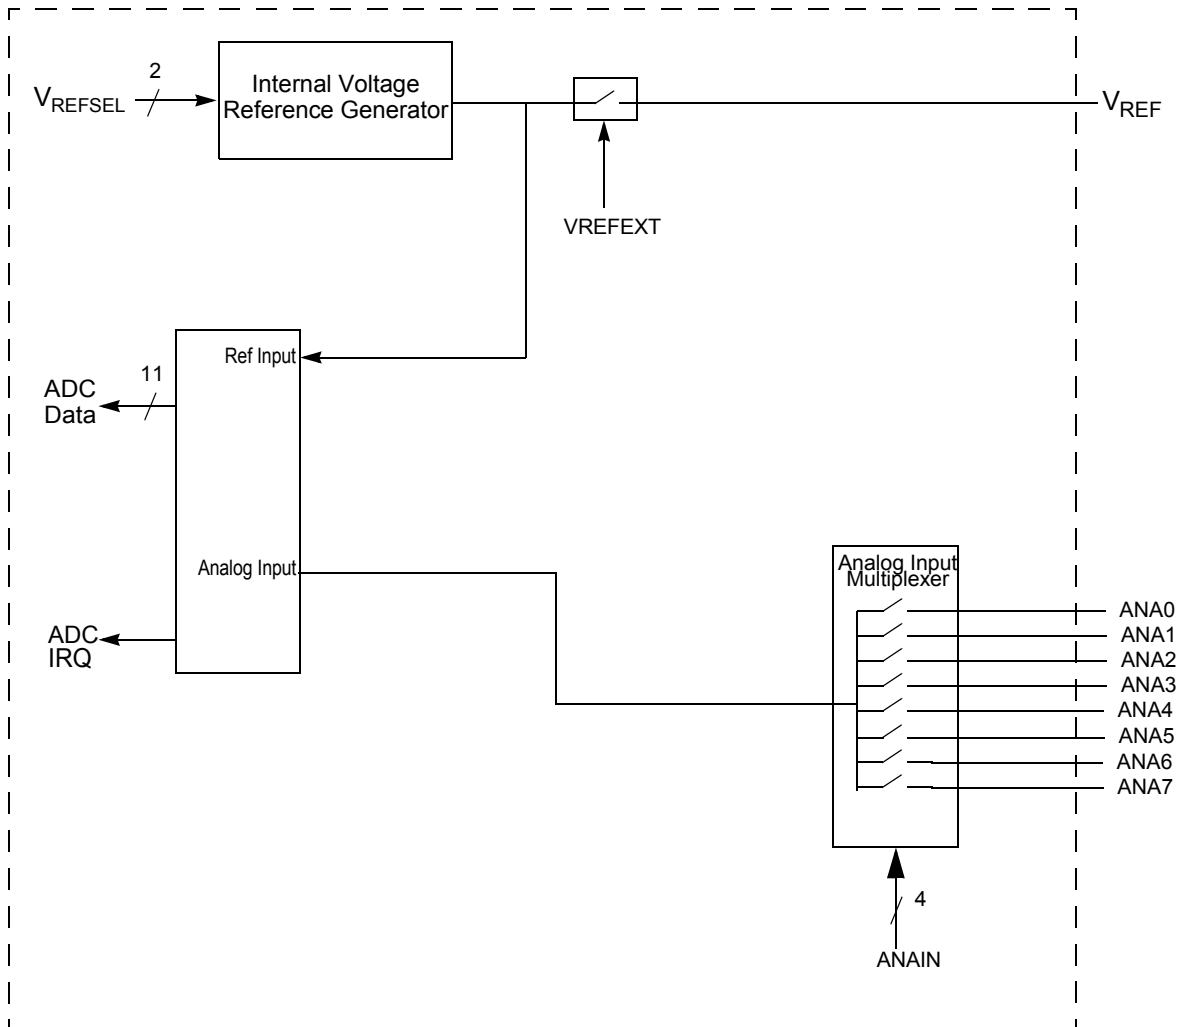 2
Internal Voltage
Reference Generator
VREFSEL
VREF
VREFEXT
Ref Input
11
ADC
Data
Analog Input
Analog Input
Multiplexer
ANA0
ANA1
ADC
IRQ
ANA2
ANA3
ANA4
ANA5
ANA6
ANA7
4
ANAIN